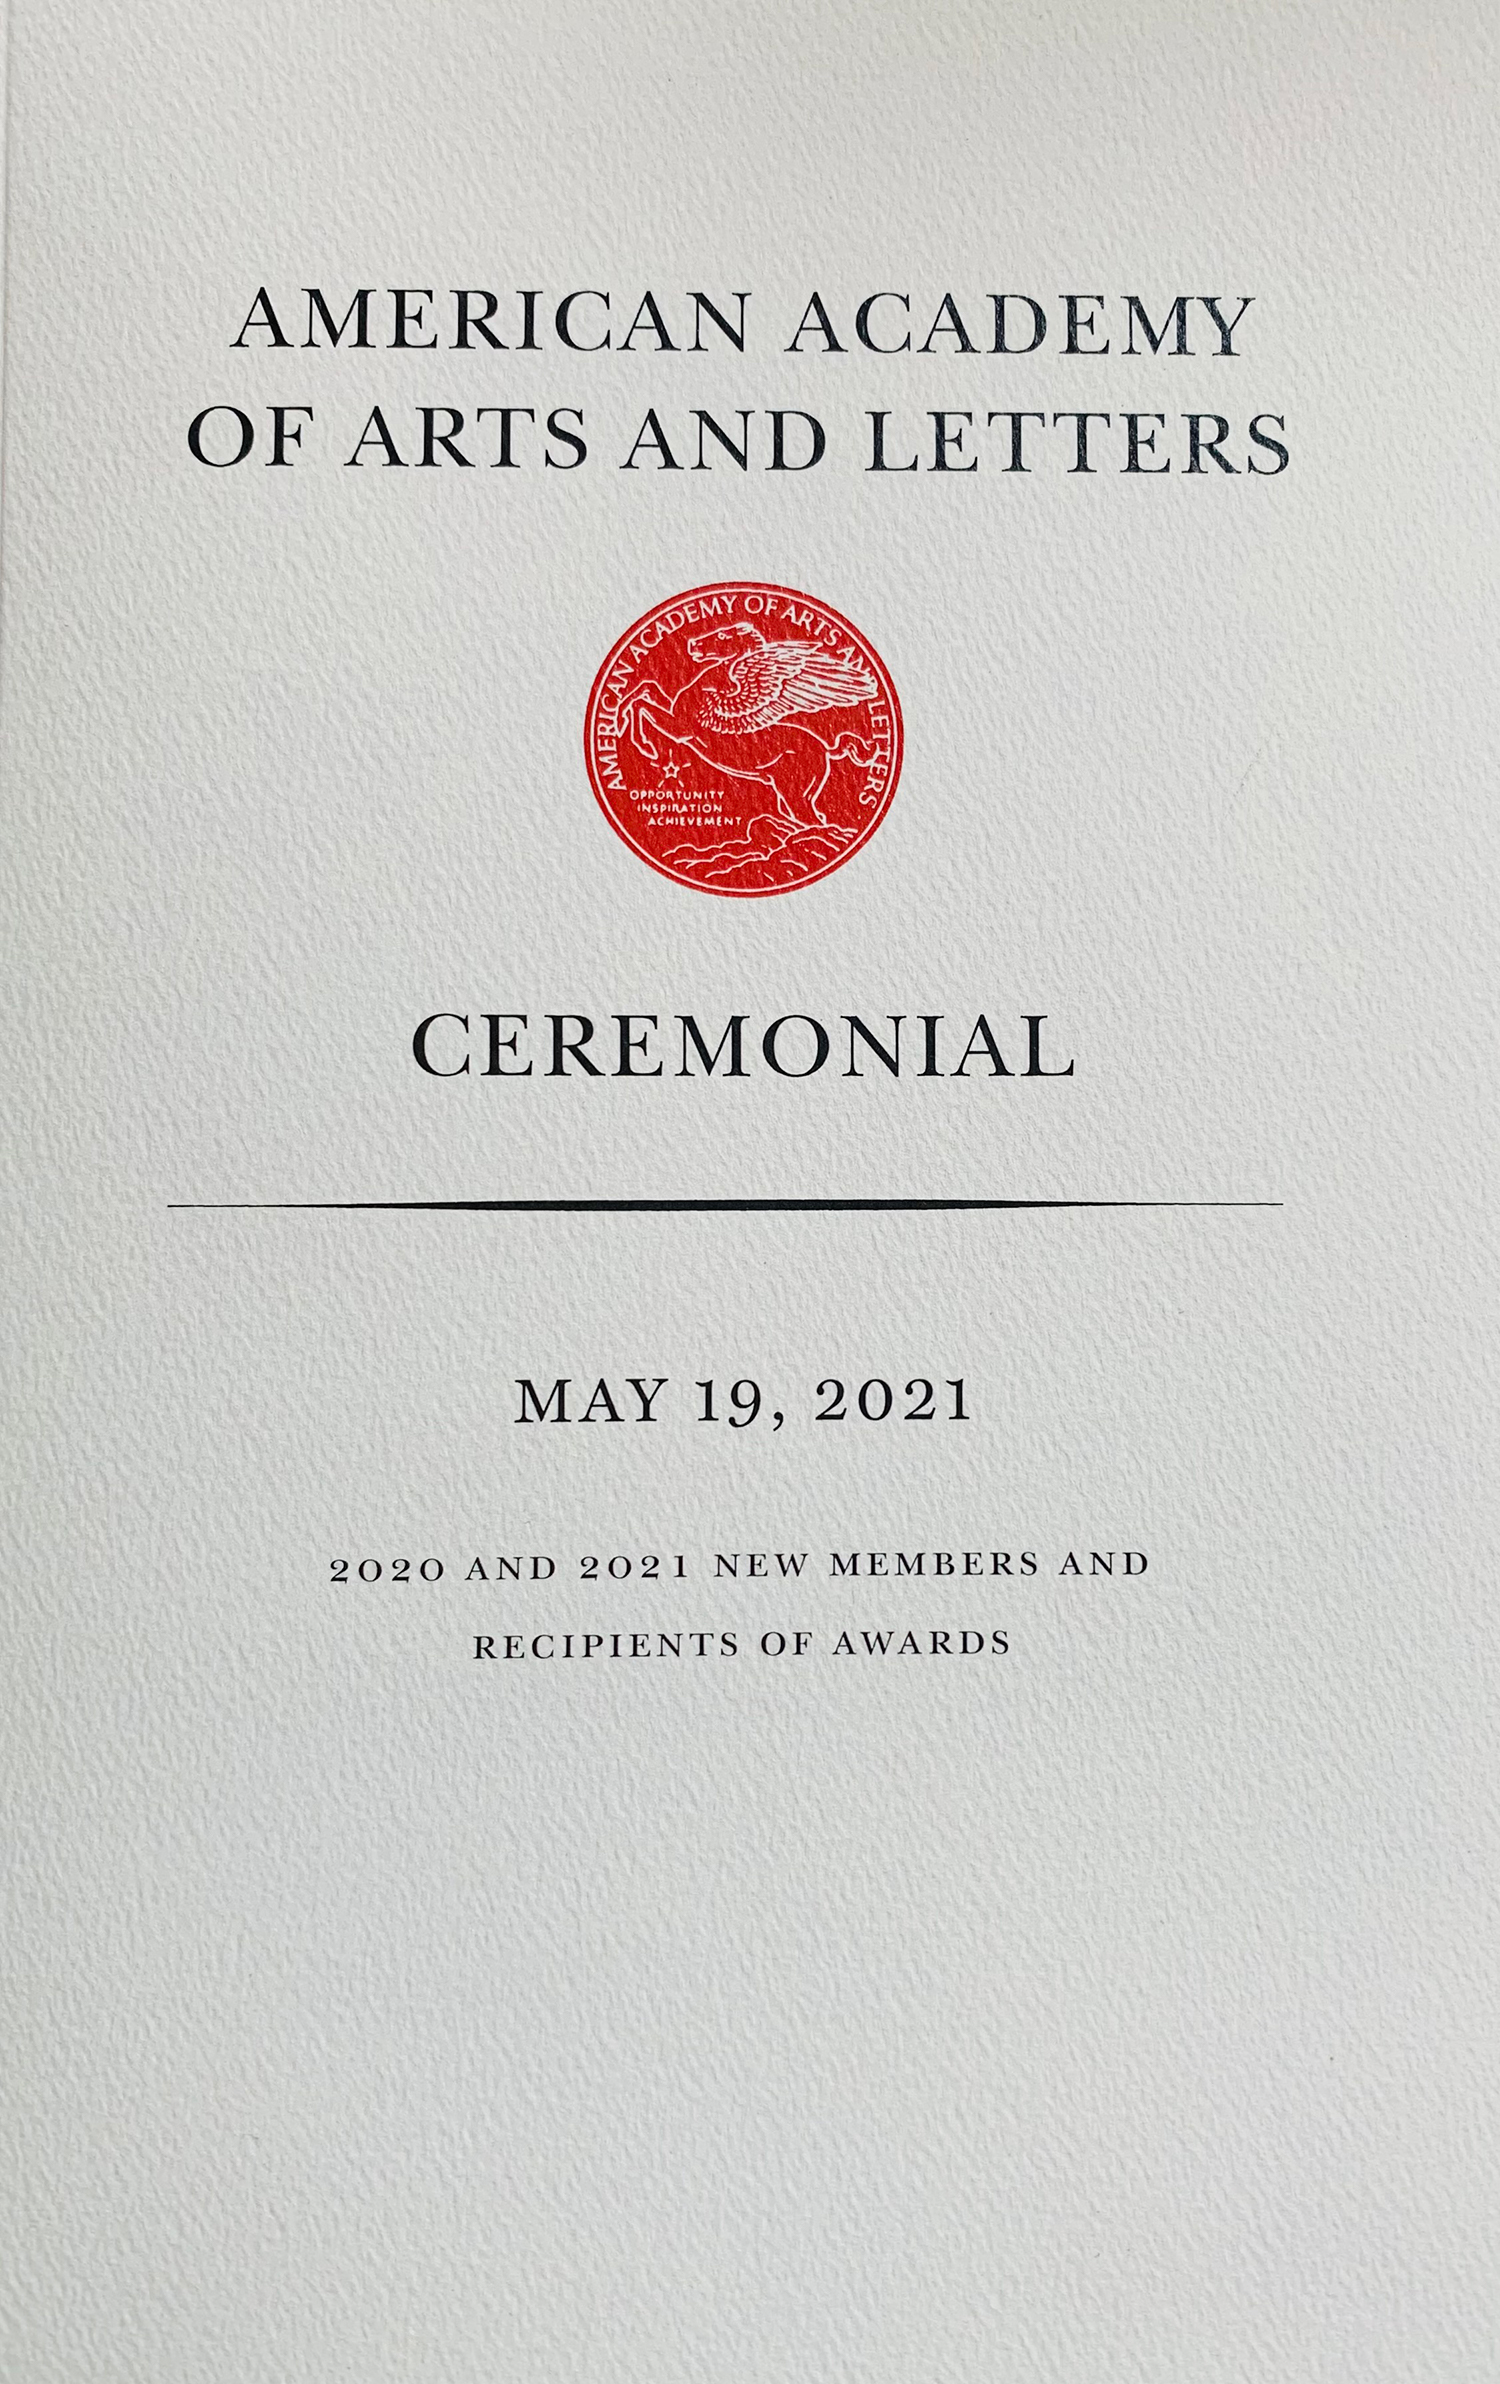 AMERICAN ACADEMY
OF ARTS AND LETTERS
AMERICAN ACADEMY OF ARTS AND LETTERS
OPPORTUNITY
INSPIRATION
ACHIEVEMENT
CEREMONIAL
MAY 19, 2021
2020 AND 2021 NEW MEMBERS AND
RECIPIENTS OF AWARDS